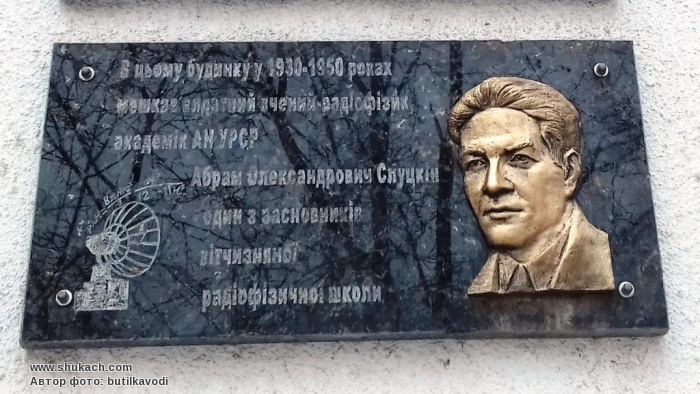 В цьому будинку у 1930-1950 роках
мешкав видатний вчений-радіофізик,
академік АН УРСР
Абрам Олександрович Слуцкін
один з засновників
вітчизняної
радіофізичної школи
www.shukach.com
Автор фото: butilkavodi